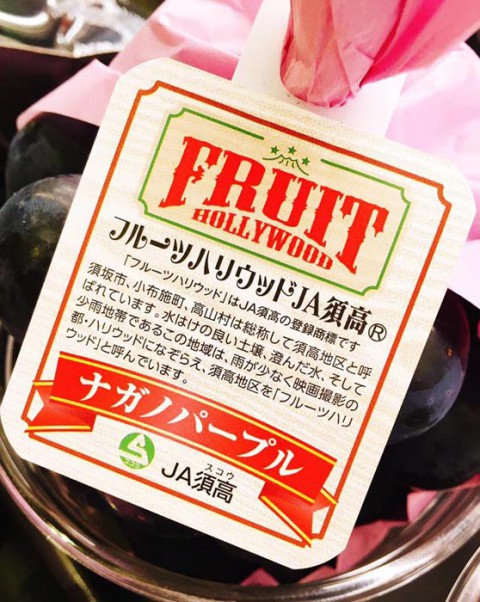 FRUIT
HOLLYWOOD
フルーツハリウッドJA須高®
「フルーツハリウッド」はJA須高の登録商標です
須坂市、小布施町、高山村は総称して須高地区と呼
ばれています。水はけの良い土壌、澄んだ水、そして
少雨地帯であるこの地域は、雨が少なく映画撮影の
都・ハリウッドになぞらえ、須高地区を「フルーツハリ
ウッド」と呼んでいます。
ナガノパープル
スコウ
スコウ
JA須高